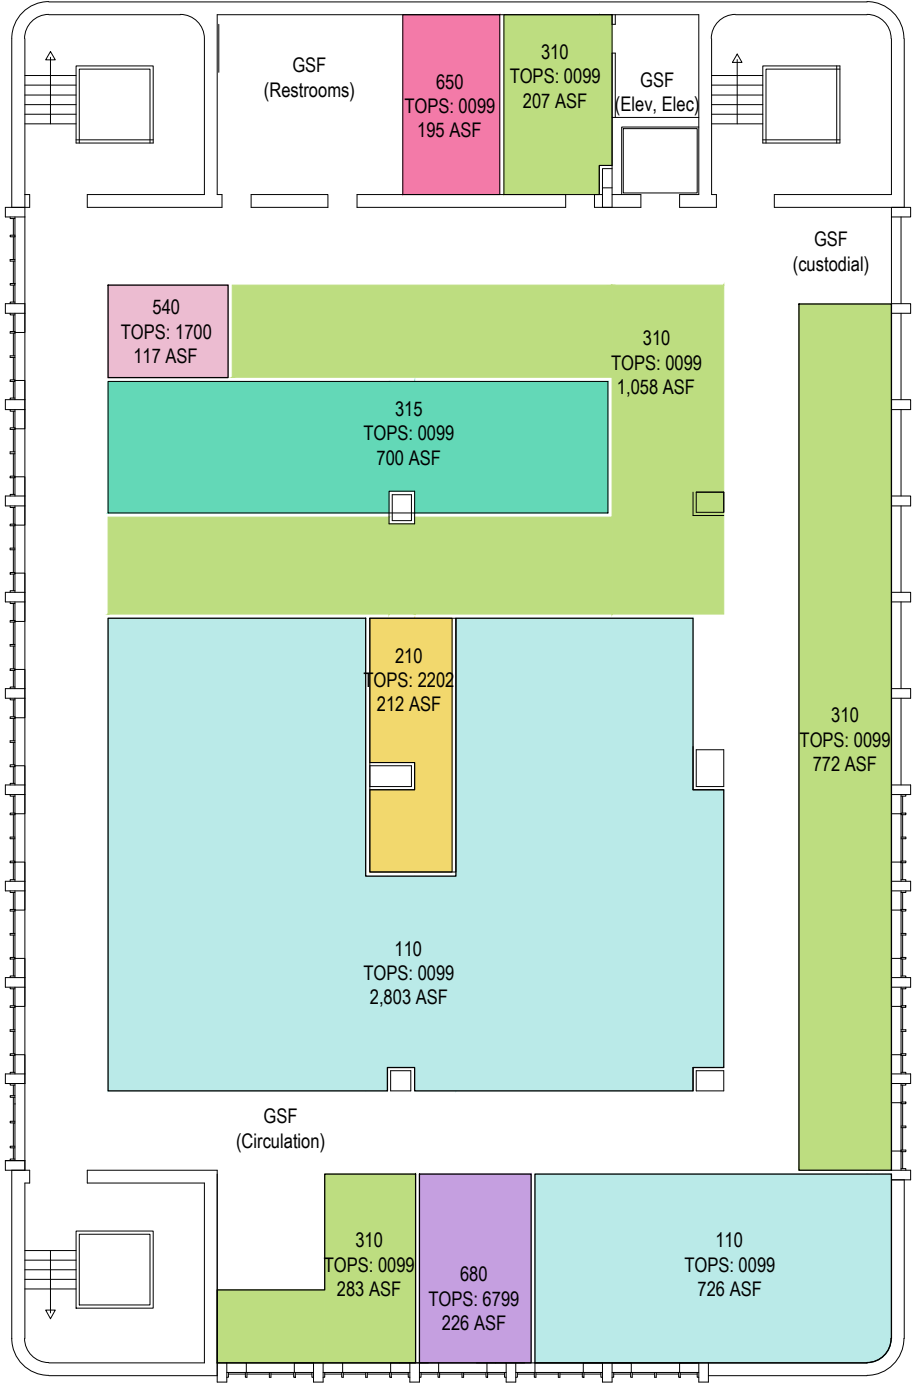 GSF
(Restrooms)
650
TOPS: 0099
195 ASF
310
TOPS: 0099
207 ASF
GSF
(Elev, Elec)
GSF
(custodial)
540
TOPS: 1700
117 ASF
310
TOPS: 0099
1,058 ASF
315
TOPS: 0099
700 ASF
210
TOPS: 2202
212 ASF
310
TOPS: 0099
772 ASF
110
TOPS: 0099
2,803 ASF
GSF
(Circulation)
310
TOPS: 0099
283 ASF
680
TOPS: 6799
226 ASF
110
TOPS: 0099
726 ASF